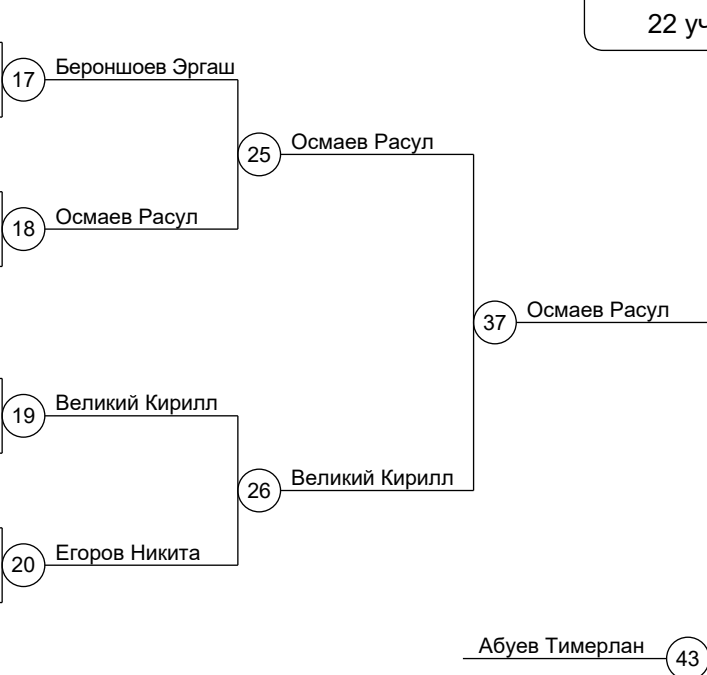 22 уч
Бероншоев Эргаш
17
Осмаев Расул
25
Осмаев Расул
18
Осмаев Расул
37
Великий Кирилл
19
Великий Кирилл
26
Егоров Никита
20
Абуев Тимерлан
43